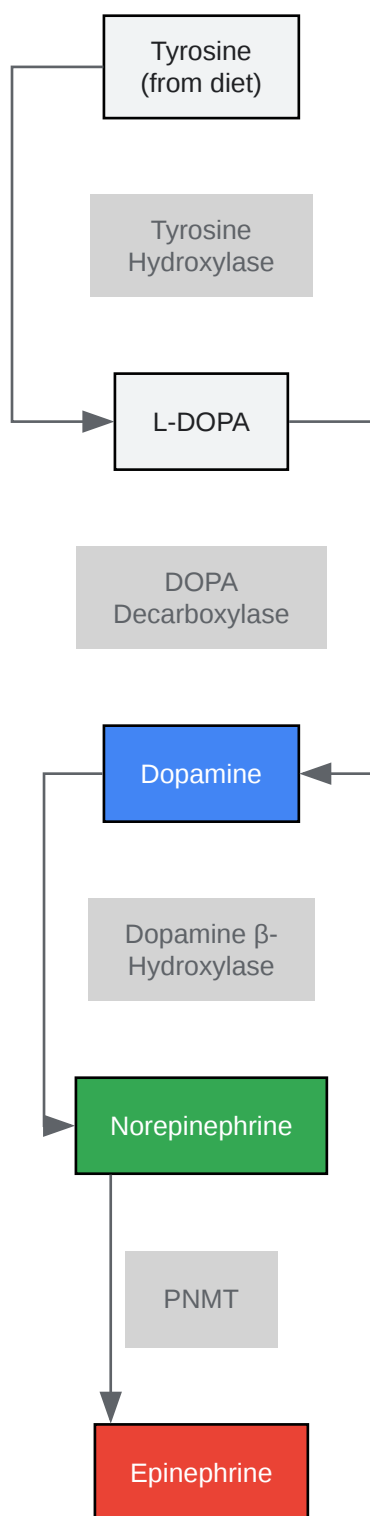 Tyrosine
(from diet)
Tyrosine
Hydroxylase
L-DOPA
DOPA
Decarboxylase
Dopamine
Dopamine β-
Hydroxylase
Norepinephrine
PNMT
Epinephrine